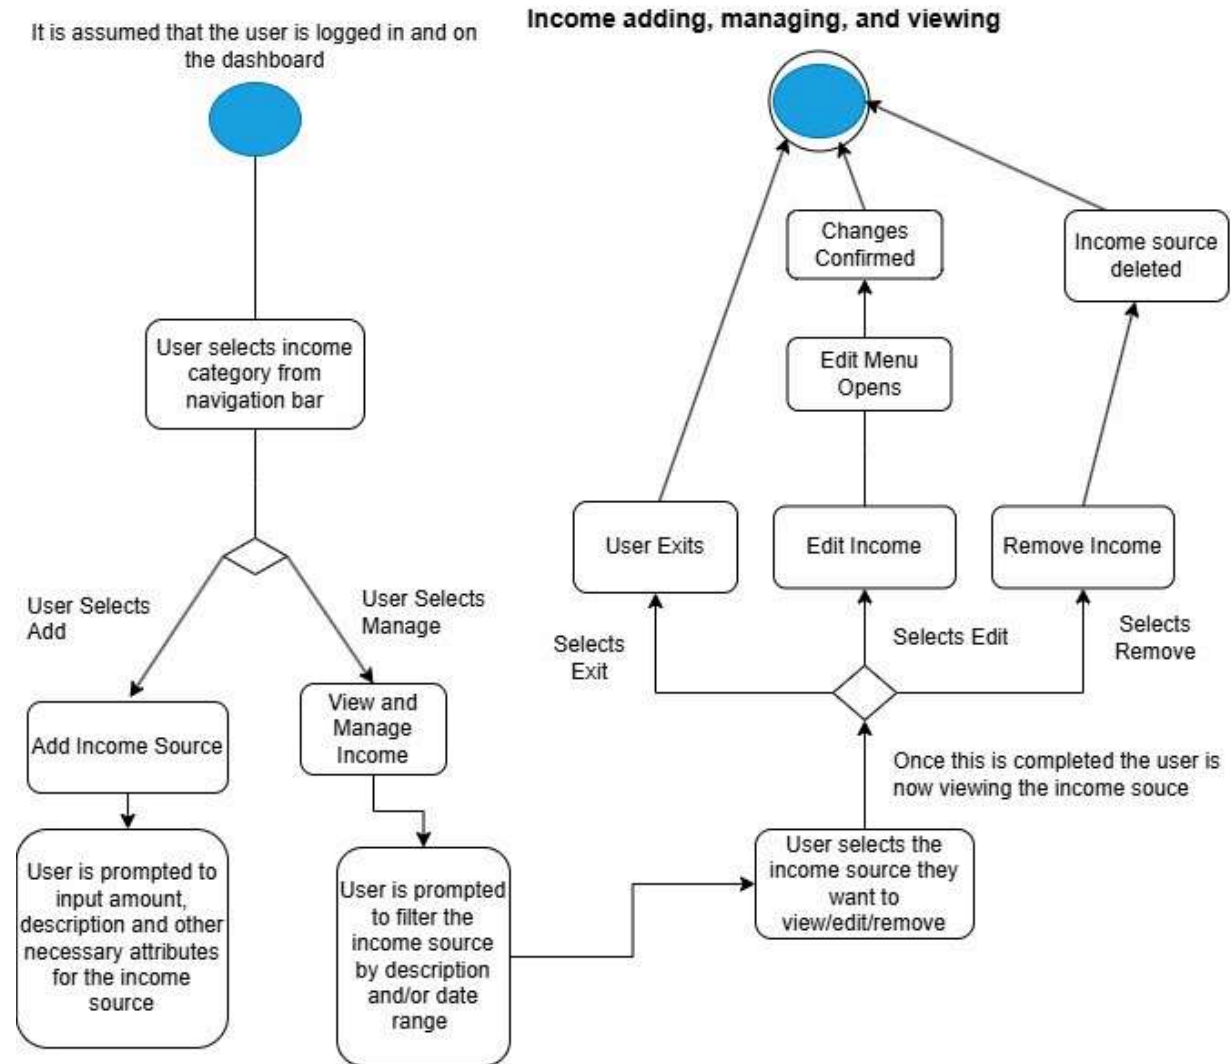 Income adding, managing, and viewing
It is assumed that the user is logged in and on
the dashboard
User selects income
category from
navigation bar
User Selects
Add
User Selects
Manage
Add Income Source
View and
Manage
Income
User is prompted to
input amount,
description and other
necessary attributes
for the income
source
User is prompted
to filter the
income source
by description
and/or date
range
User selects the
income source they
want to
view/edit/remove
Once this is completed the user is
now viewing the income souce
Selects
Exit
Selects Edit
Selects
Remove
User Exits
Edit Income
Remove Income
Edit Menu
Opens
Changes
Confirmed
Income source
deleted